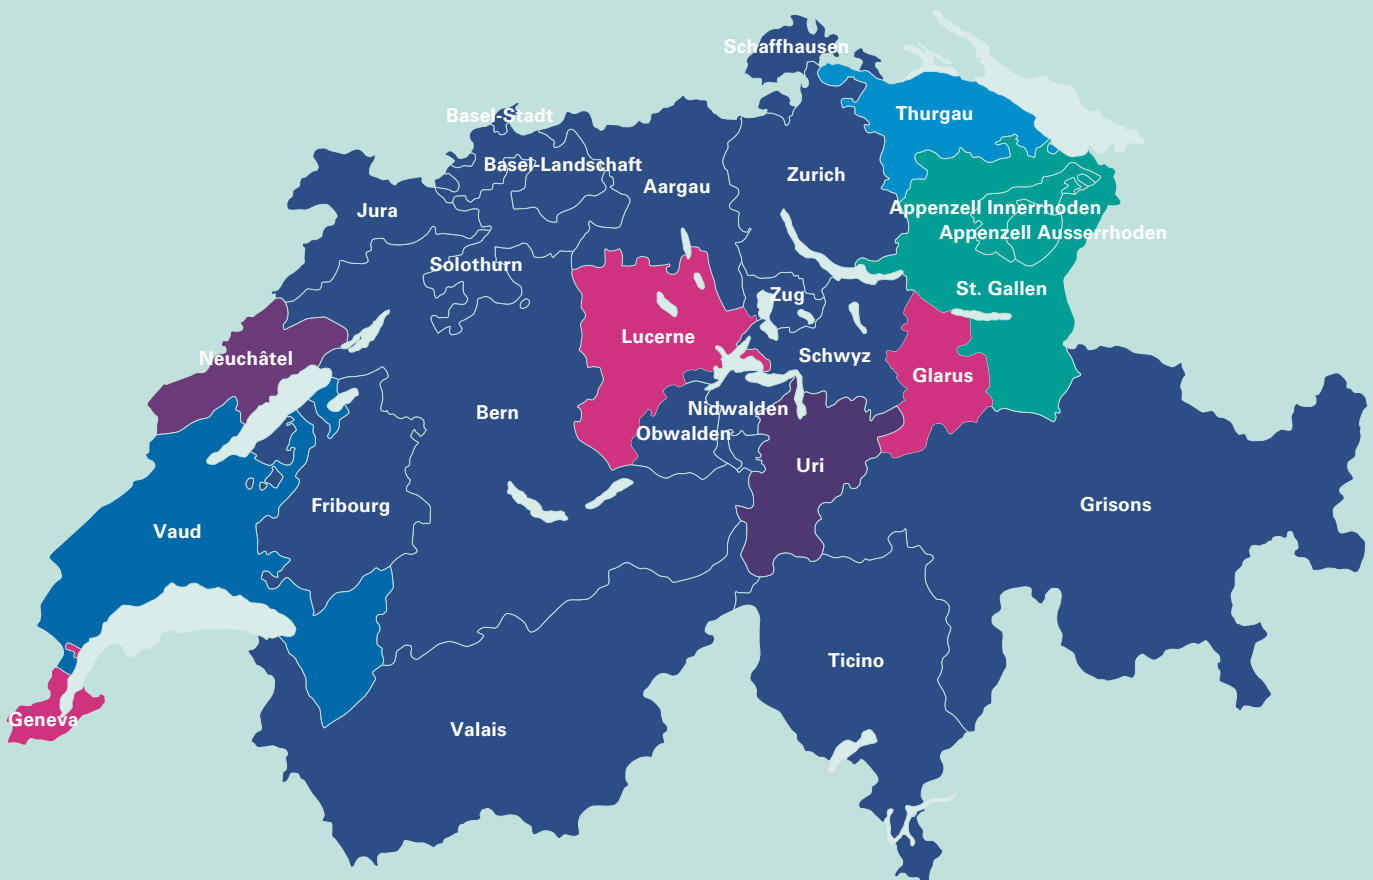 Schaffhausen
Basel-Stadt
Thurgau
Basel-Landschaft
Zurich
Aargau
Jura
Appenzell Innerrhoden
Appenzell Ausserrhoden
Solothurn
St. Gallen
Zug
Lucerne
Neuchâtel
Schwyz
Glarus
Bern
Nidwalden
Obwalden
Uri
Fribourg
Grisons
Vaud
Ticino
Geneva
Valais